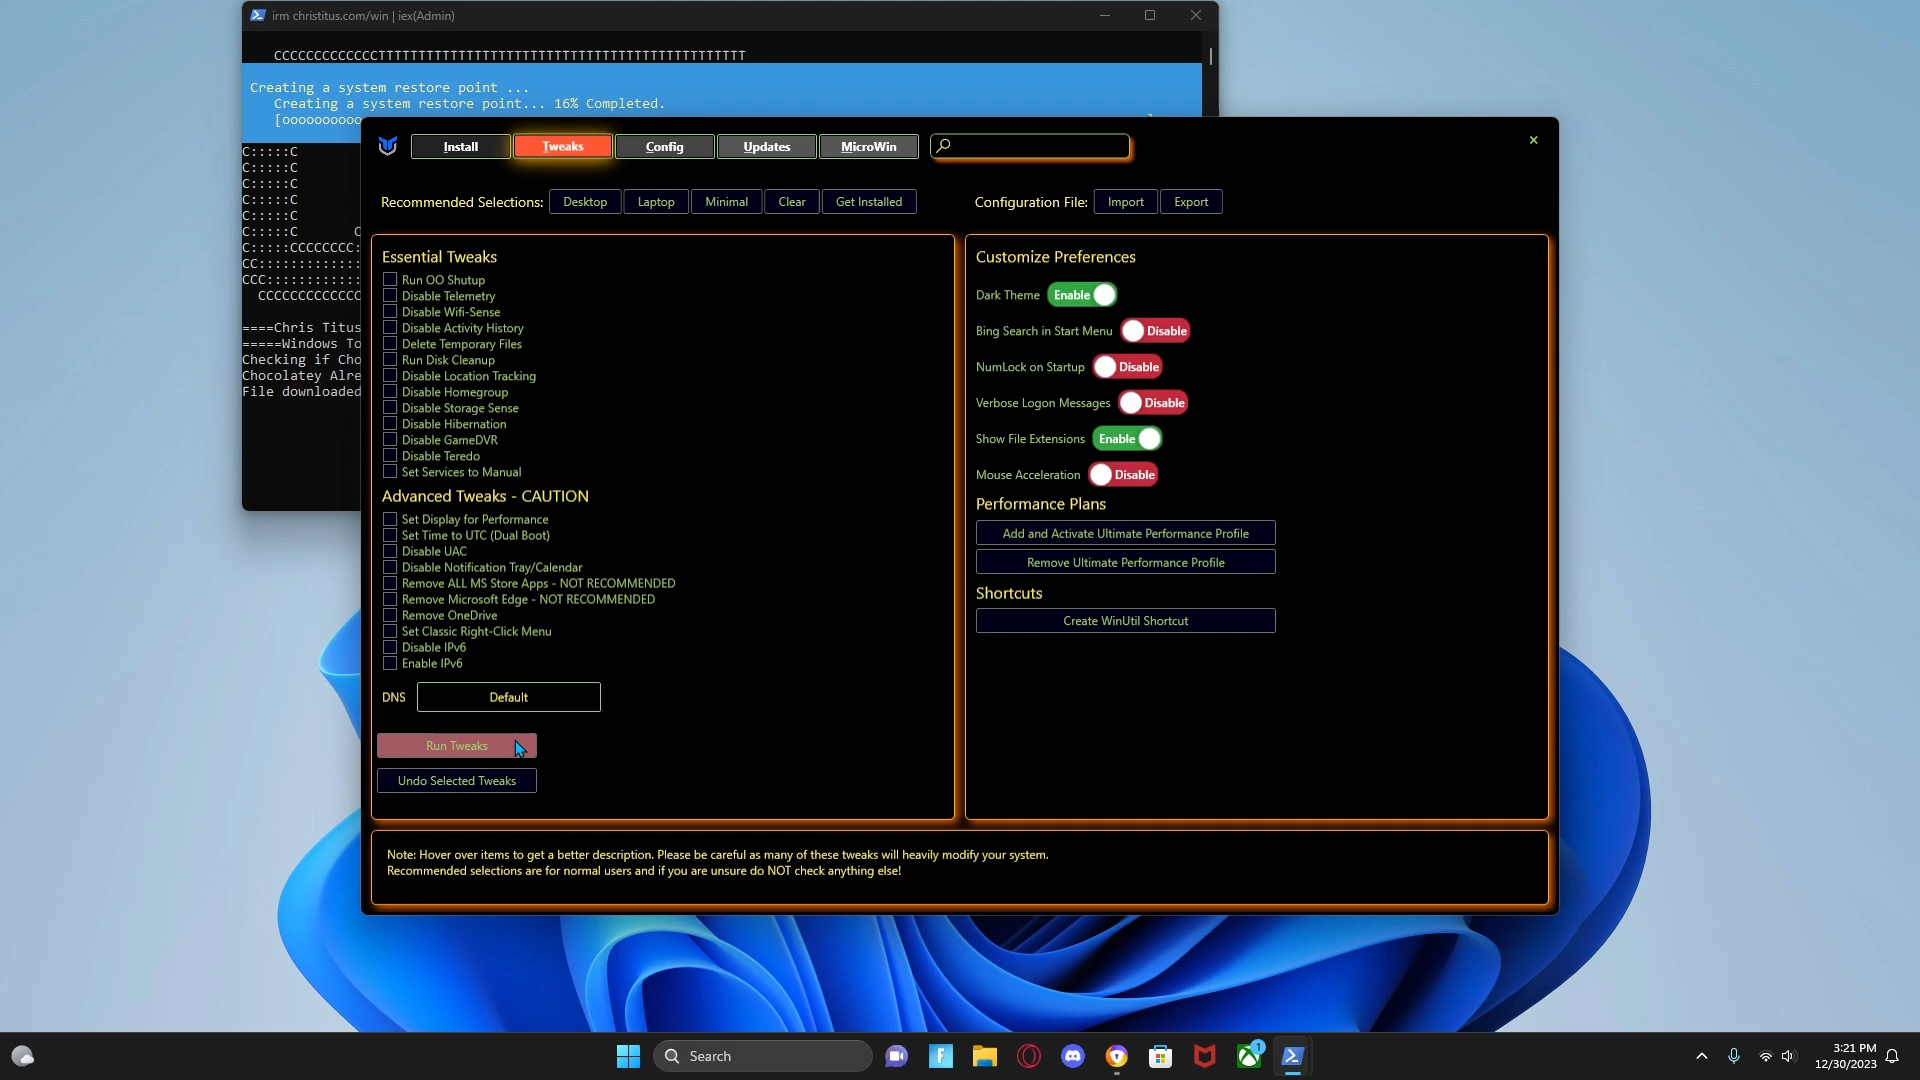 irm christitus.com/win | iex(Admin)
CCCCCCCCCCCCCTTTTTTTTTTTTTTTTTTTTTTTTTTTTTTTTTTTTTTTTTTTTT
Creating a system restore point ...
Creating a system restore point... 16% Completed.
[oooooooooo
]
C:::::C
C:::::C
C:::::C
C:::::C
C:::::C
C:::::C       C
C:::::CCCCCCCC:
CC:::::::::::::
CCC::::::::::::
CCCCCCCCCCCCC
====Chris Titus
=====Windows To
Checking if Cho
Chocolatey Alre
File downloaded
Install
Tweaks
Config
Updates
MicroWin
×
Recommended Selections: Desktop Laptop Minimal Clear Get Installed
Configuration File: Import Export
Essential Tweaks
Run OO Shutup
Disable Telemetry
Disable Wifi-Sense
Disable Activity History
Delete Temporary Files
Run Disk Cleanup
Disable Location Tracking
Disable Homegroup
Disable Storage Sense
Disable Hibernation
Disable GameDVR
Disable Teredo
Set Services to Manual
Advanced Tweaks - CAUTION
Set Display for Performance
Set Time to UTC (Dual Boot)
Disable UAC
Disable Notification Tray/Calendar
Remove ALL MS Store Apps - NOT RECOMMENDED
Remove Microsoft Edge - NOT RECOMMENDED
Remove OneDrive
Set Classic Right-Click Menu
Disable IPv6
Enable IPv6
DNS Default
Run Tweaks
Undo Selected Tweaks
Customize Preferences
Dark Theme Enable
Bing Search in Start Menu Disable
NumLock on Startup Disable
Verbose Logon Messages Disable
Show File Extensions Enable
Mouse Acceleration Disable
Performance Plans
Add and Activate Ultimate Performance Profile
Remove Ultimate Performance Profile
Shortcuts
Create WinUtil Shortcut
Note: Hover over items to get a better description. Please be careful as many of these tweaks will heavily modify your system.
Recommended selections are for normal users and if you are unsure do NOT check anything else!
Search
F
1
3:21 PM
12/30/2023